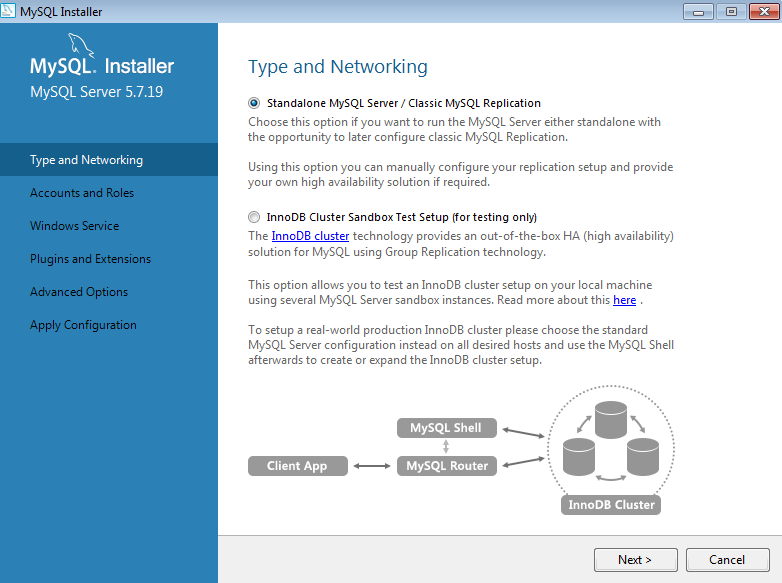 MySQL Installer
MySQL. Installer
MySQL Server 5.7.19
Type and Networking
Accounts and Roles
Windows Service
Plugins and Extensions
Advanced Options
Apply Configuration
Type and Networking
Standalone MySQL Server / Classic MySQL Replication
Choose this option if you want to run the MySQL Server either standalone with
the opportunity to later configure classic MySQL Replication.
Using this option you can manually configure your replication setup and provide
your own high availability solution if required.
InnoDB Cluster Sandbox Test Setup (for testing only)
The InnoDB cluster technology provides an out-of-the-box HA (high availability)
solution for MySQL using Group Replication technology.
This option allows you to test an InnoDB cluster setup on your local machine
using several MySQL Server sandbox instances. Read more about this here .
To setup a real-world production InnoDB cluster please choose the standard
MySQL Server configuration instead on all desired hosts and use the MySQL Shell
afterwards to create or expand the InnoDB cluster setup.
MySQL Shell
Client App
MySQL Router
InnoDB Cluster
Next >
Cancel